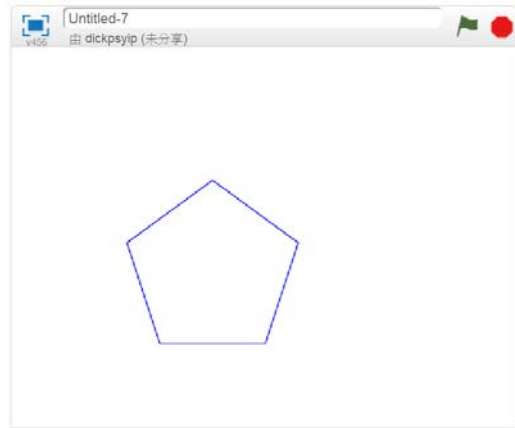 Untitled-7
v456
由 dickpsyip (未分享)